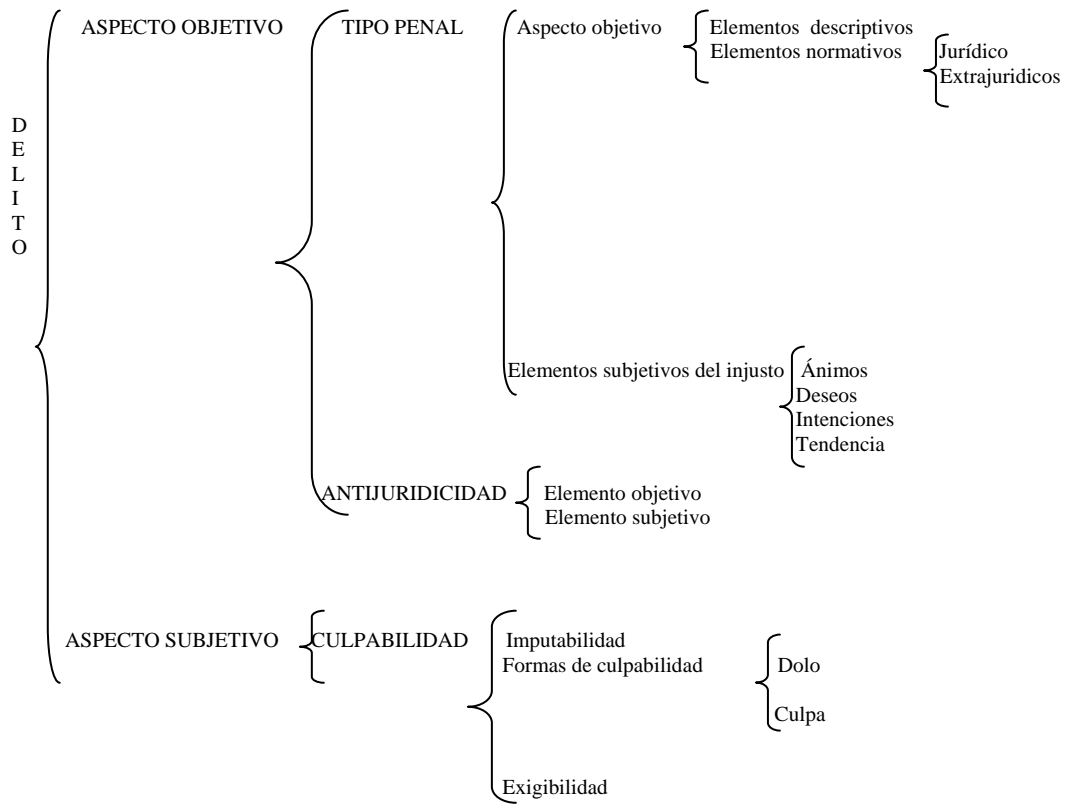 DELITO
ASPECTO OBJETIVO
TIPO PENAL
Aspecto objetivo
Elementos descriptivos
Elementos normativos
Jurídico
Extrajuridicos
Elementos subjetivos del injusto
Ánimos
Deseos
Intenciones
Tendencia
ANTIJURIDICIDAD
Elemento objetivo
Elemento subjetivo
ASPECTO SUBJETIVO
CULPABILIDAD
Imputabilidad
Formas de culpabilidad
Dolo
Culpa
Exigibilidad